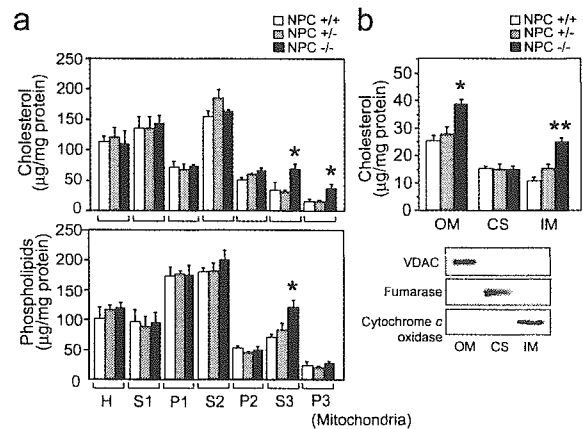 a
NPC +/+
NPC +/-
NPC -/-
Cholesterol
(µg/mg protein)
250
200
150
100
50
0
*
*
Phospholipids
(µg/mg protein)
250
200
150
100
50
0
*
H S1 P1 S2 P2 S3 P3
(Mitochondria)
b
NPC +/+
NPC +/-
NPC -/-
Cholesterol
(µg/mg protein)
50
40
30
20
10
0
*
**
OM CS IM
VDAC
Fumarase
Cytochrome c
oxidase
OM CS IM